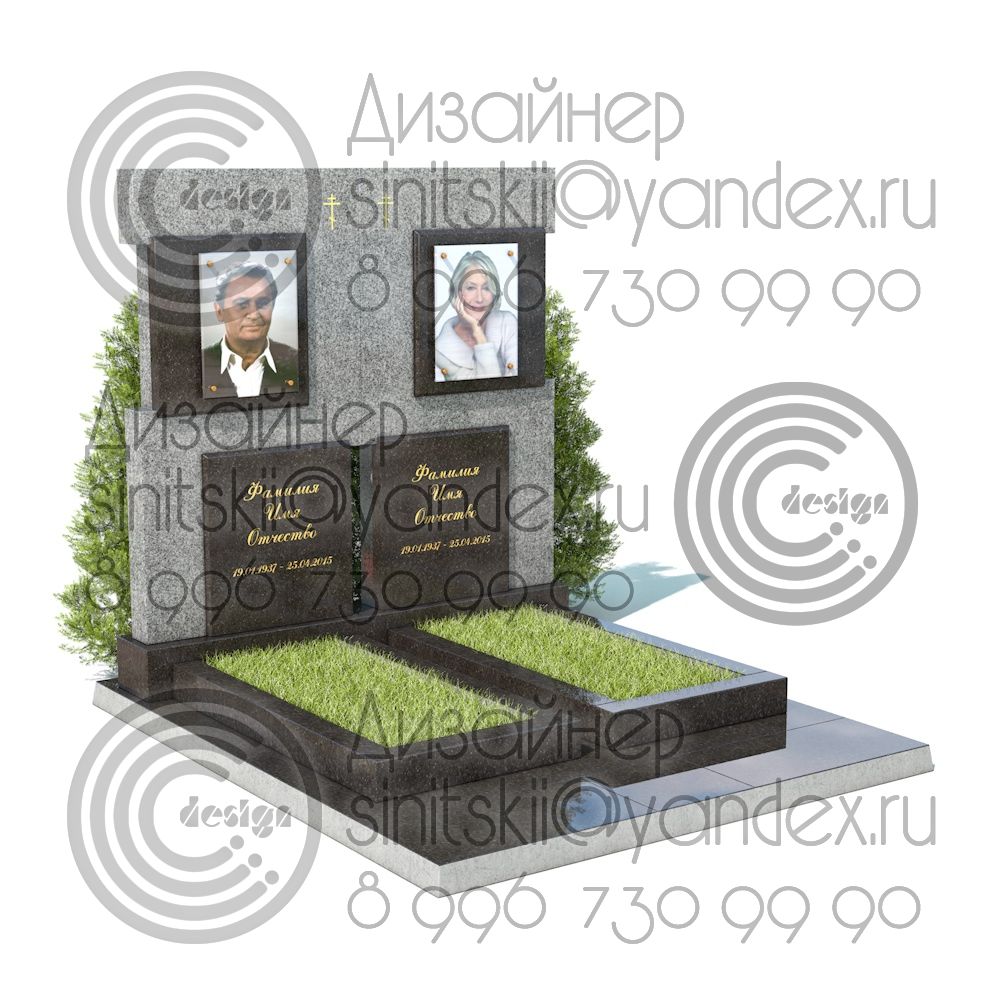 Дизайнер
sinitskii@yandex.ru
8 996 730 99 90
design
Фамилия
Имя
Отчество
19.01.1937 - 25.04.2015
Фамилия
Имя
Отчество
19.01.1937 - 25.04.2015
Дизайнер
sinitskii@yandex.ru
8 996 730 99 90
design
Дизайнер
sinitskii@yandex.ru
8 996 730 99 90
design